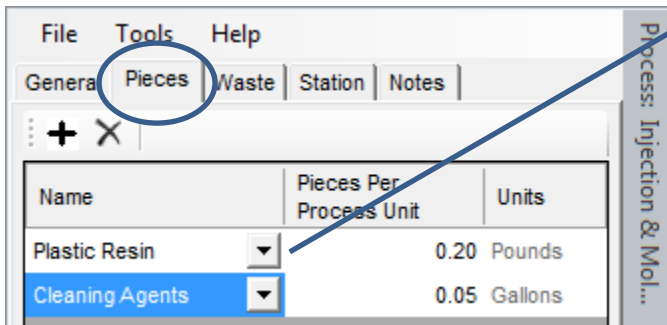 File Tools Help
General Pieces Waste Station Notes
Name Pieces Per Process Unit Units
Plastic Resin 0.20 Pounds
Cleaning Agents 0.05 Gallons
Process: Injection & Mol...